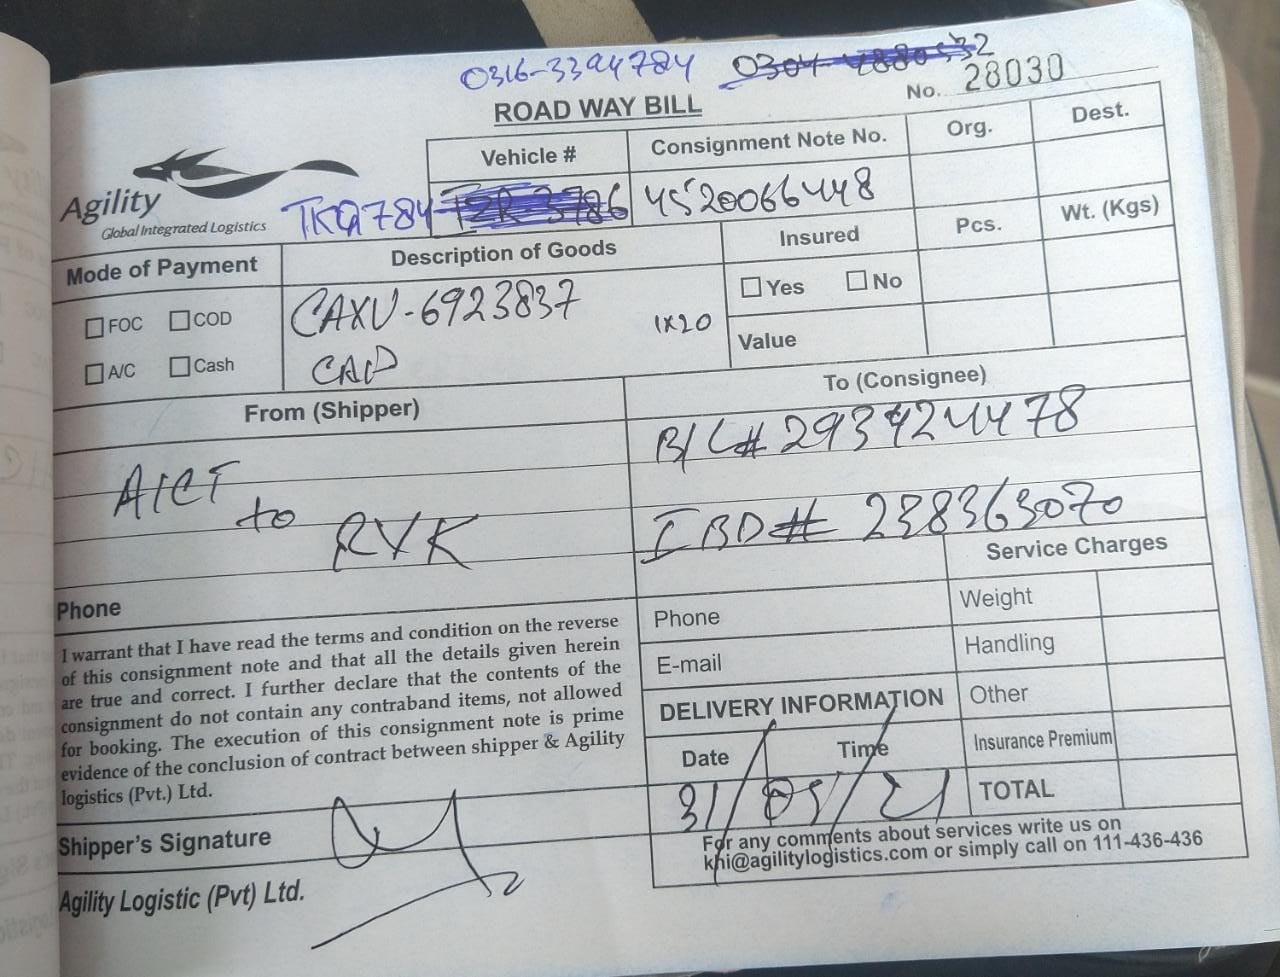 0316-3394784 0304-4880532
No. 28030
ROAD WAY BILL
Agility
Global Integrated Logistics
Vehicle #
Consignment Note No.
Org.
Dest.
TKQ784
4520066448
Pcs.
Wt. (Kgs)
Mode of Payment
Description of Goods
Insured
FOC COD
CAXU-6923837
1x20
Yes No
A/C Cash
CAD
Value
From (Shipper)
To (Consignee)
B/L# 293424478
AICT
to
RYK
IBD# 238363070
Service Charges
Phone
Phone
Weight
I warrant that I have read the terms and condition on the reverse
of this consignment note and that all the details given herein
are true and correct. I further declare that the contents of the
consignment do not contain any contraband items, not allowed
for booking. The execution of this consignment note is prime
evidence of the conclusion of contract between shipper & Agility
logistics (Pvt.) Ltd.
E-mail
Handling
DELIVERY INFORMATION
Other
Date
Time
Insurance Premium
31/05/21
TOTAL
Shipper's Signature
For any comments about services write us on
khi@agilitylogistics.com or simply call on 111-436-436
Agility Logistic (Pvt) Ltd.